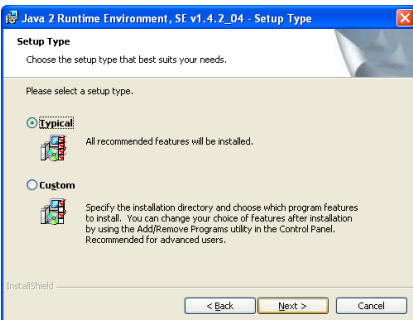 Java 2 Runtime Environment, SE v1.4.2_04 - Setup Type
Setup Type
Choose the setup type that best suits your needs.
Please select a setup type.
Typical
All recommended features will be installed.
Custom
Specify the installation directory and choose which program features
to install. You can change your choice of features after installation
by using the Add/Remove Programs utility in the Control Panel.
Recommended for advanced users.
InstallShield
< Back Next > Cancel